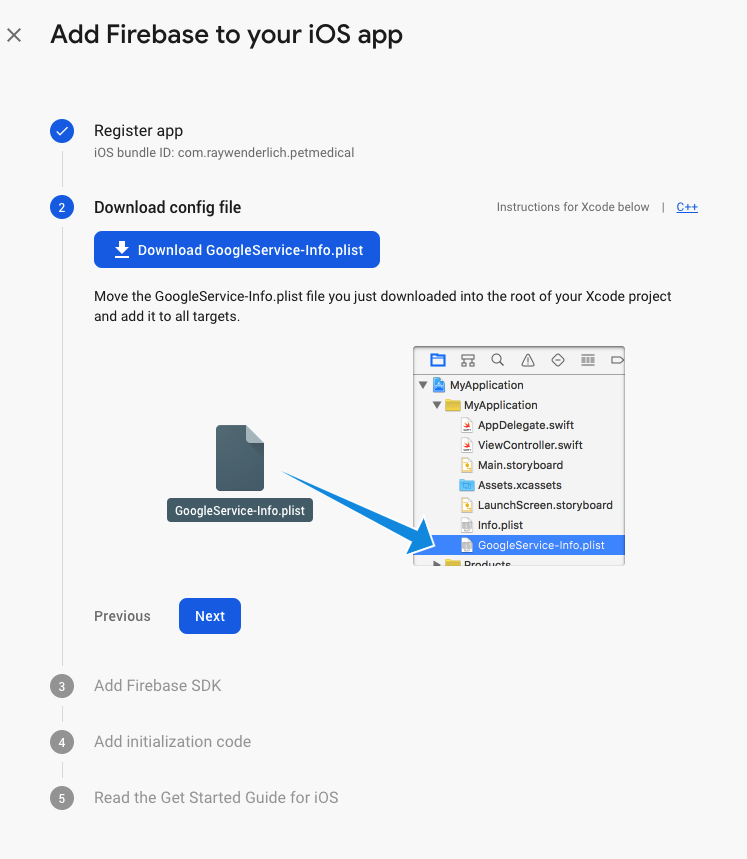 Add Firebase to your iOS app
Register app
iOS bundle ID: com.raywenderlich.petmedical
2
Download config file
Instructions for Xcode below | C++
Download GoogleService-Info.plist
Move the GoogleService-Info.plist file you just downloaded into the root of your Xcode project
and add it to all targets.
GoogleService-Info.plist
MyApplication
MyApplication
AppDelegate.swift
ViewController.swift
Main.storyboard
Assets.xcassets
LaunchScreen.storyboard
Info.plist
GoogleService-Info.plist
Products
Previous
Next
3 Add Firebase SDK
4 Add initialization code
5 Read the Get Started Guide for iOS